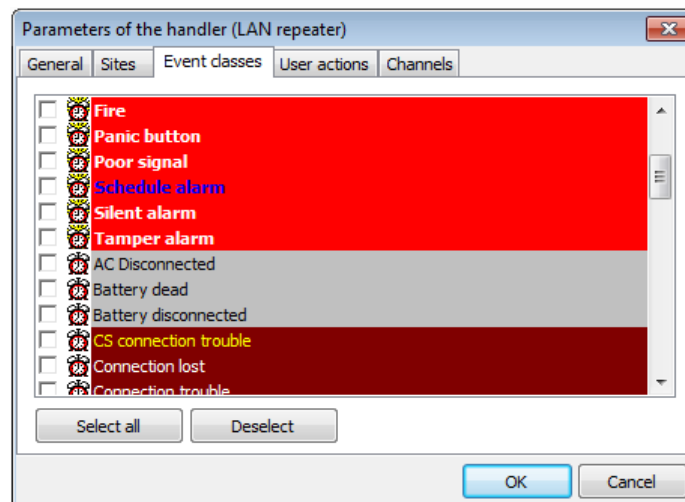 Parameters of the handler (LAN repeater)
General Sites Event classes User actions Channels
Fire
Panic button
Poor signal
Schedule alarm
Silent alarm
Tamper alarm
AC Disconnected
Battery dead
Battery disconnected
CS connection trouble
Connection lost
Connection trouble
Select all Deselect
OK Cancel